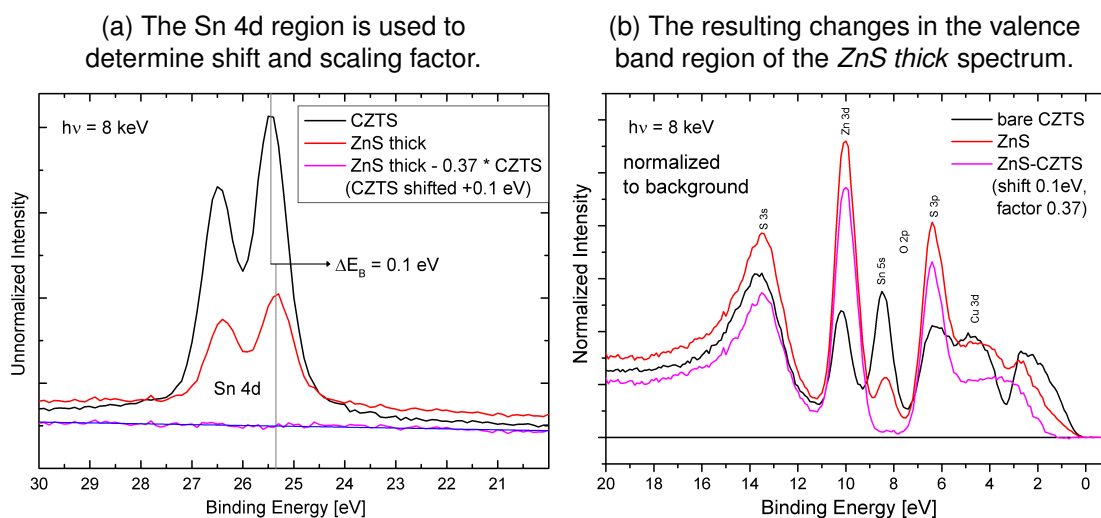 (a) The Sn 4d region is used to
determine shift and scaling factor.
hν = 8 keV
CZTS
ZnS thick
ZnS thick - 0.37 * CZTS
(CZTS shifted +0.1 eV)
ΔE_B = 0.1 eV
Sn 4d
Unnormalized Intensity
30 29 28 27 26 25 24 23 22 21
Binding Energy [eV]
(b) The resulting changes in the valence
band region of the ZnS thick spectrum.
hν = 8 keV
normalized
to background
bare CZTS
ZnS
ZnS-CZTS
(shift 0.1eV,
factor 0.37)
S 3s
Zn 3d
Sn 5s
O 2p
S 3p
Cu 3d
Normalized Intensity
20 18 16 14 12 10 8 6 4 2 0
Binding Energy [eV]